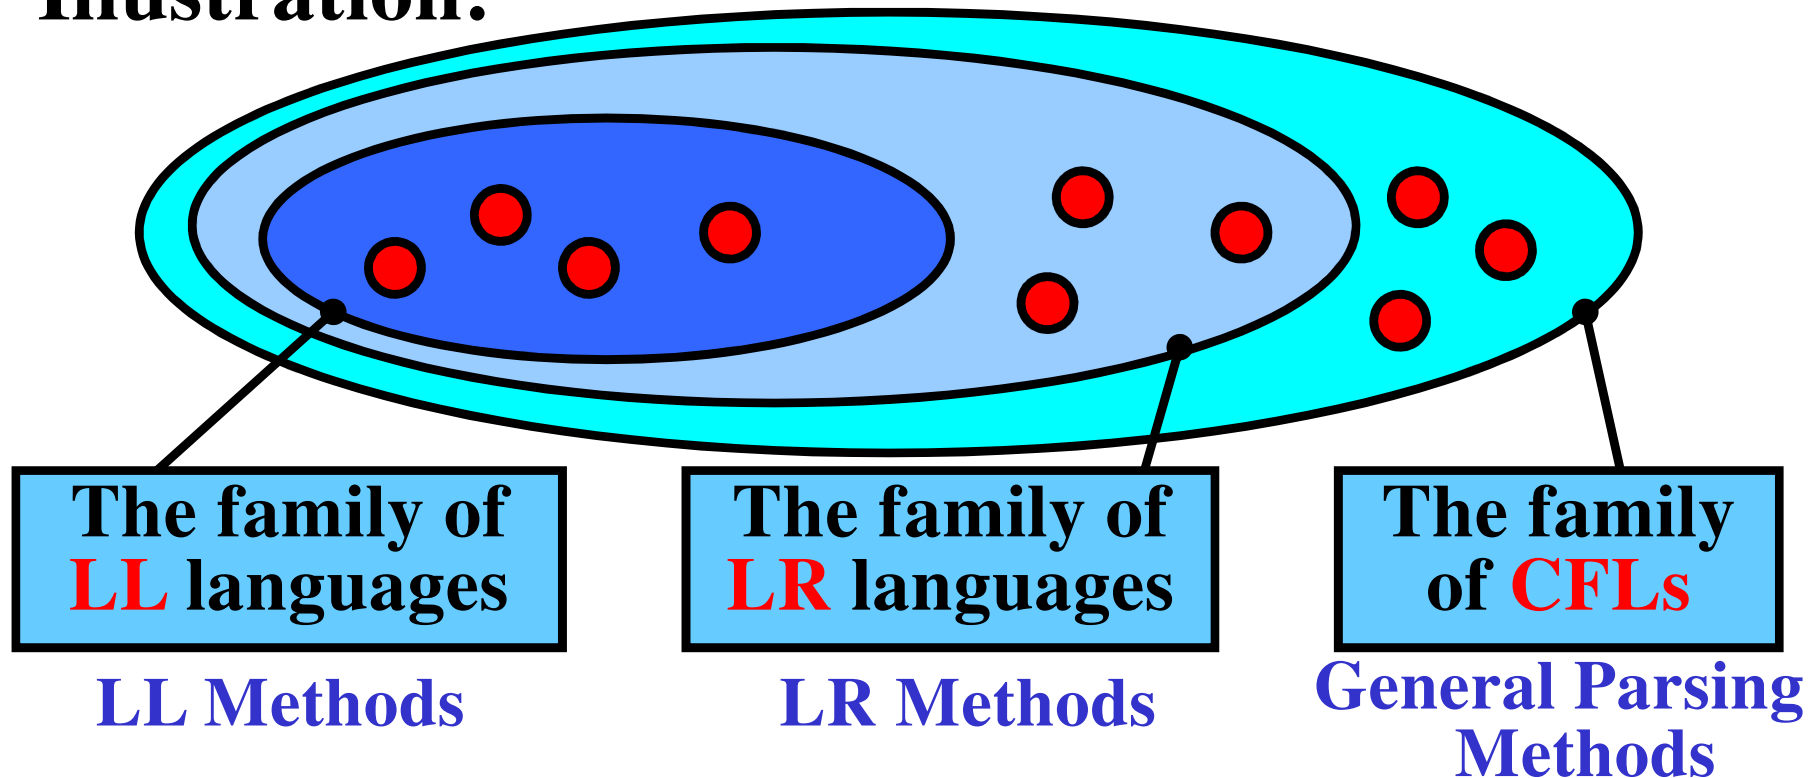 Illustration:
The family of
LL languages
The family of
LR languages
The family
of CFLs
LL Methods
LR Methods
General Parsing
Methods